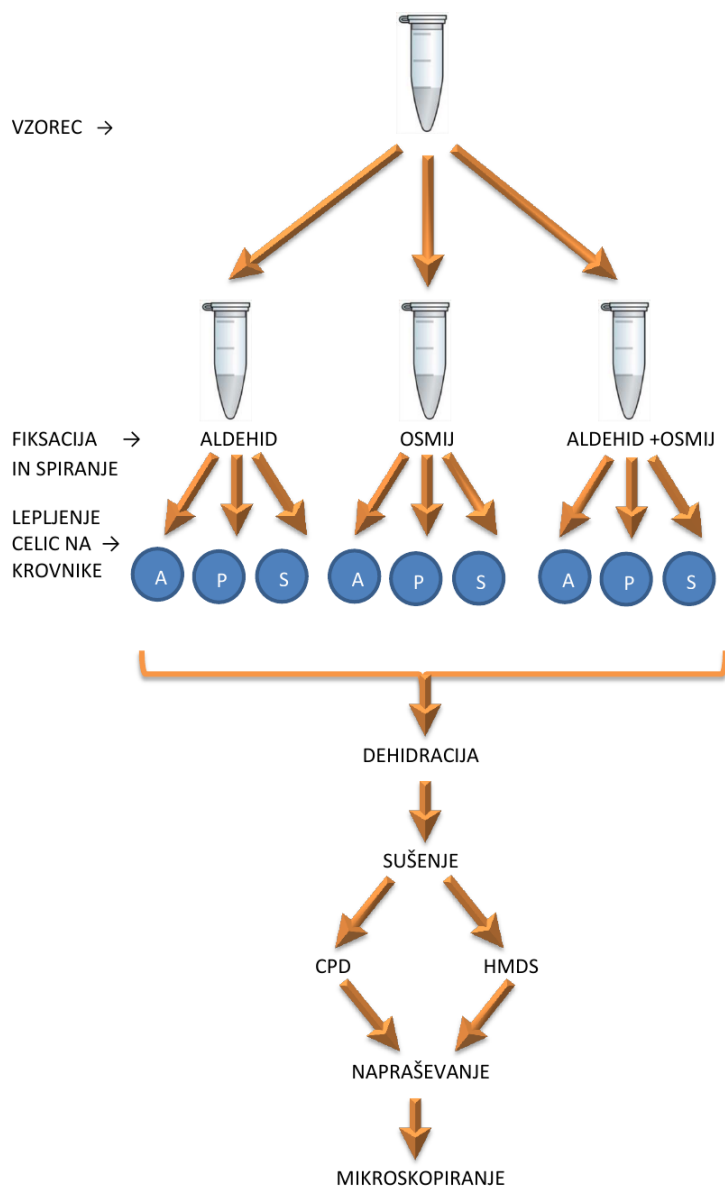 VZOREC →
FIKSACIJA →
IN SPIRANJE
ALDEHID
OSMIJ
ALDEHID +OSMIJ
LEPLJENJE
CELIC NA →
KROVNIKE
A P S A P S A P S
DEHIDRACIJA
SUŠENJE
CPD HMDS
NAPRAŠEVANJE
MIKROSKOPIRANJE